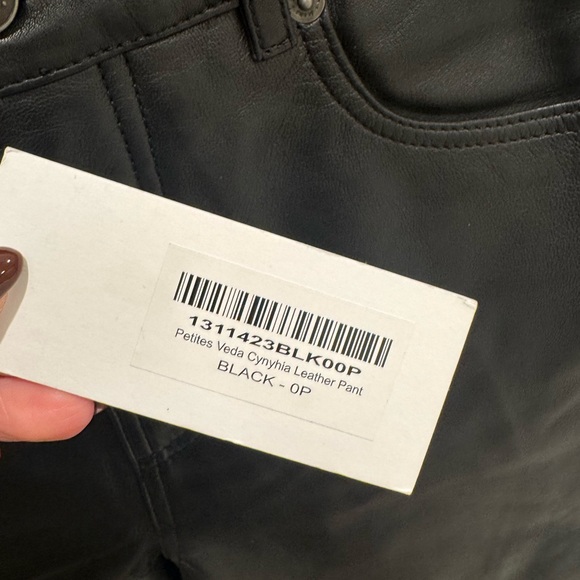 1311423BLK00P
Petites Veda Cynyhia Leather Pant
BLACK - 0P